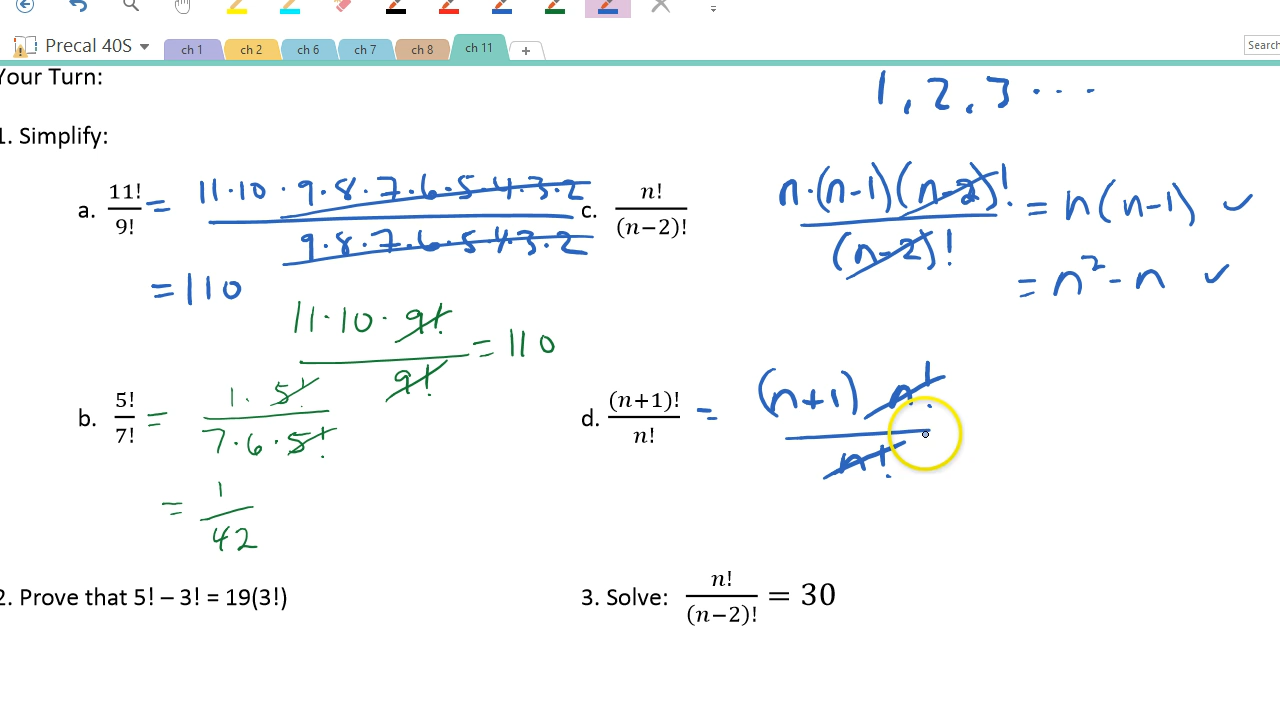 Precal 40S ch 1 ch 2 ch 6 ch 7 ch 8 ch 11 + Search
Your Turn:
1, 2, 3 ...
1. Simplify:
a. 11!/9! = 11·10·9·8·7·6·5·4·3·2 / 9·8·7·6·5·4·3·2
= 110
11·10·9!/9! = 110
c. n!/(n−2)! n·(n-1)(n-2)!/(n-2)! = n(n-1) ✓
= n² - n ✓
b. 5!/7! = 1·5!/7·6·5!
= 1/42
d. (n+1)!/n! = (n+1) n!/n!
2. Prove that 5! – 3! = 19(3!)
3. Solve: n!/(n−2)! = 30